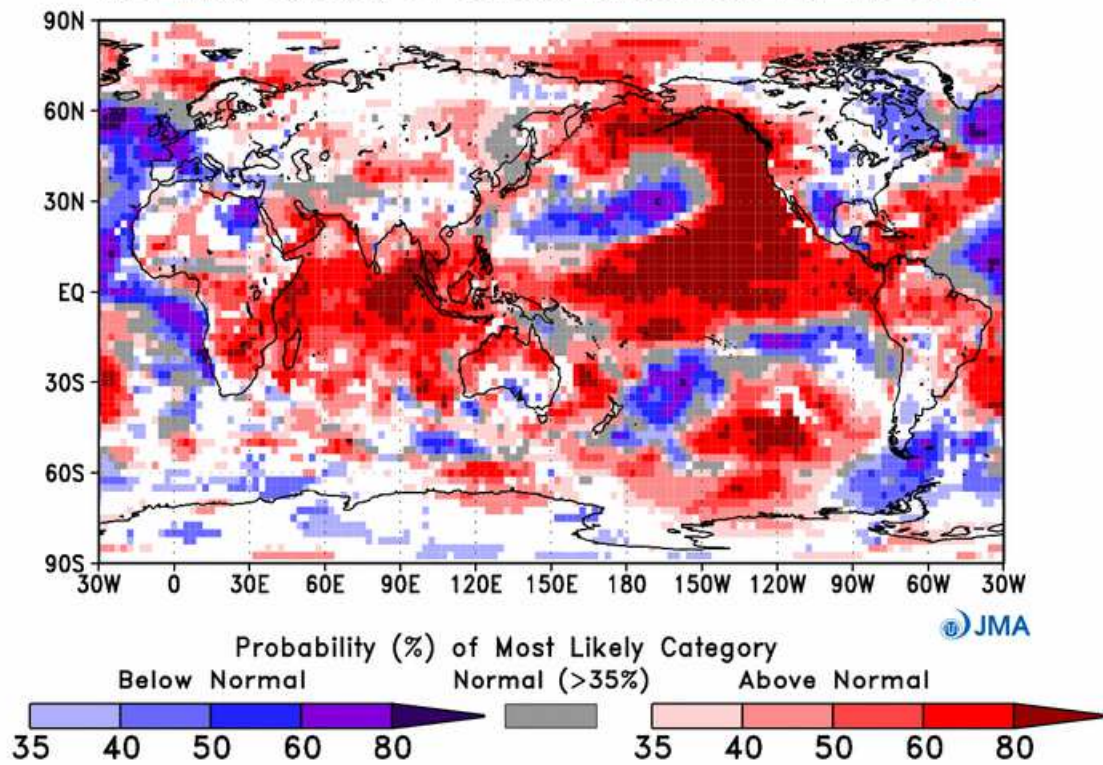 90N
60N
30N
EQ
30S
60S
90S
30W 0 30E 60E 90E 120E 150E 180 150W 120W 90W 60W 30W
JMA
Probability (%) of Most Likely Category
Below Normal Normal (>35%) Above Normal
35 40 50 60 80 35 40 50 60 80